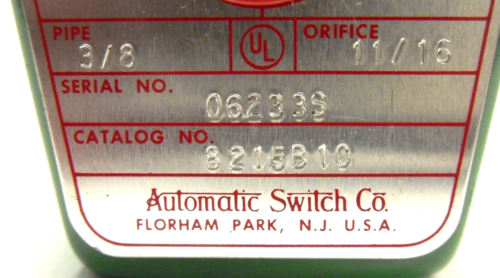 PIPE UL ORIFICE
3/8 11/16
SERIAL NO. 06233S
CATALOG NO. 8215B10
Automatic Switch Co.
FLORHAM PARK, N.J. U.S.A.